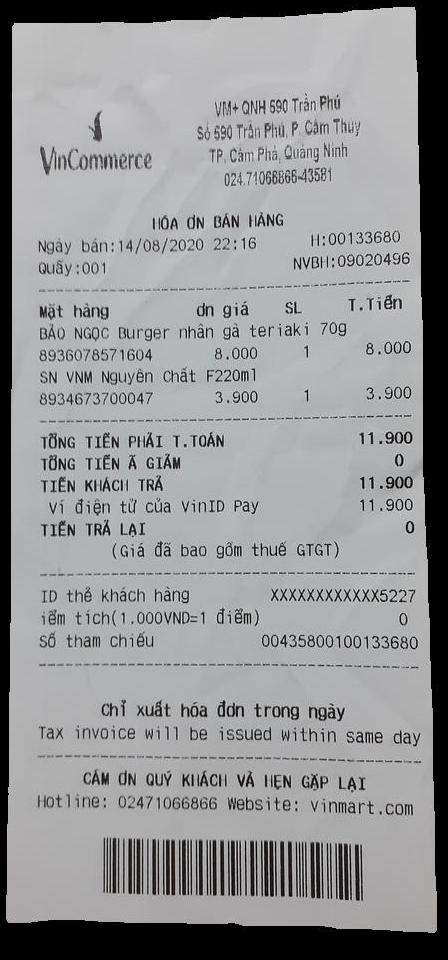 VinCommerce
VM+ QNH 590 Trần Phú
Số 590 Trần Phú, P. Cẩm Thuỵ
TP. Cẩm Phả, Quảng Ninh
024.71066866-43581
HÓA ƠN BÁN HÀNG
Ngày bán:14/08/2020 22:16 H:00133680
Quầy:001 NVBH:09020496
Mặt hàng ơn giá SL T.Tiền
BẢO NGỌC Burger nhân gà teriaki 70g
8936078571604 8.000 1 8.000
SN VNM Nguyên Chất F220ml
8934673700047 3.900 1 3.900
TỔNG TIỀN PHẢI T.TOÁN 11.900
TỔNG TIỀN Ã GIẢM 0
TIỀN KHÁCH TRẢ 11.900
Ví điện tử của VinID Pay 11.900
TIỀN TRẢ LẠI 0
(Giá đã bao gồm thuế GTGT)
ID thẻ khách hàng XXXXXXXXXXXX5227
iểm tích(1.000VND=1 điểm) 0
Số tham chiếu 00435800100133680
Chỉ xuất hóa đơn trong ngày
Tax invoice will be issued within same day
CẢM ƠN QUÝ KHÁCH VÀ HẸN GẶP LẠI
Hotline: 02471066866 Website: vinmart.com